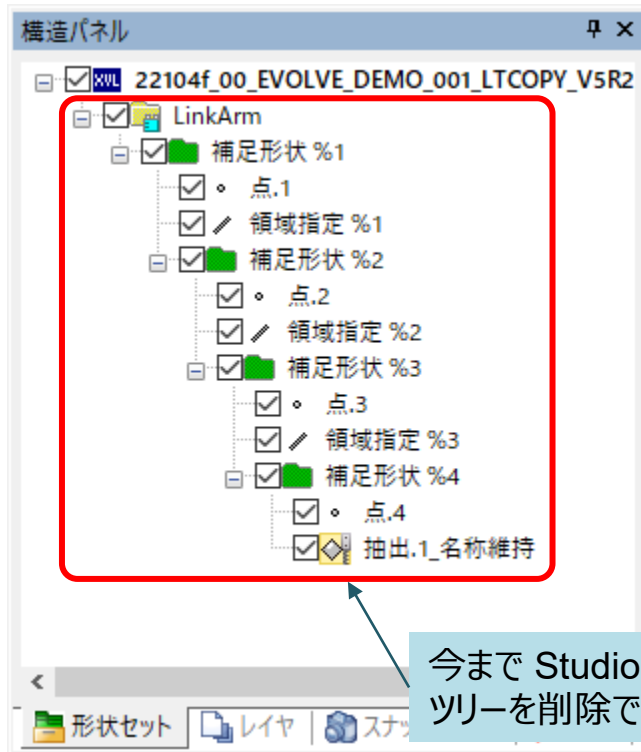 構造パネル
XVL 22104f_00_EVOLVE_DEMO_001_LTCOPY_V5R2
LinkArm
補足形状 %1
点.1
領域指定 %1
補足形状 %2
点.2
領域指定 %2
補足形状 %3
点.3
領域指定 %3
補足形状 %4
点.4
抽出.1_名称維持
今まで Studio
ツリーを削除で
形状セット レイヤ スナッ